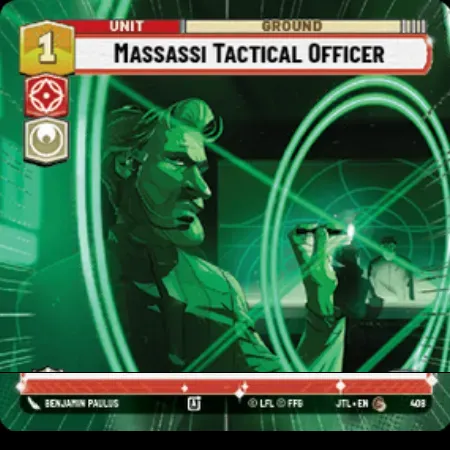 UNIT
GROUND
1
MASSASSI TACTICAL OFFICER
BENJAMIN PAULUS
A
© LFL © FFG
JTL • EN
408